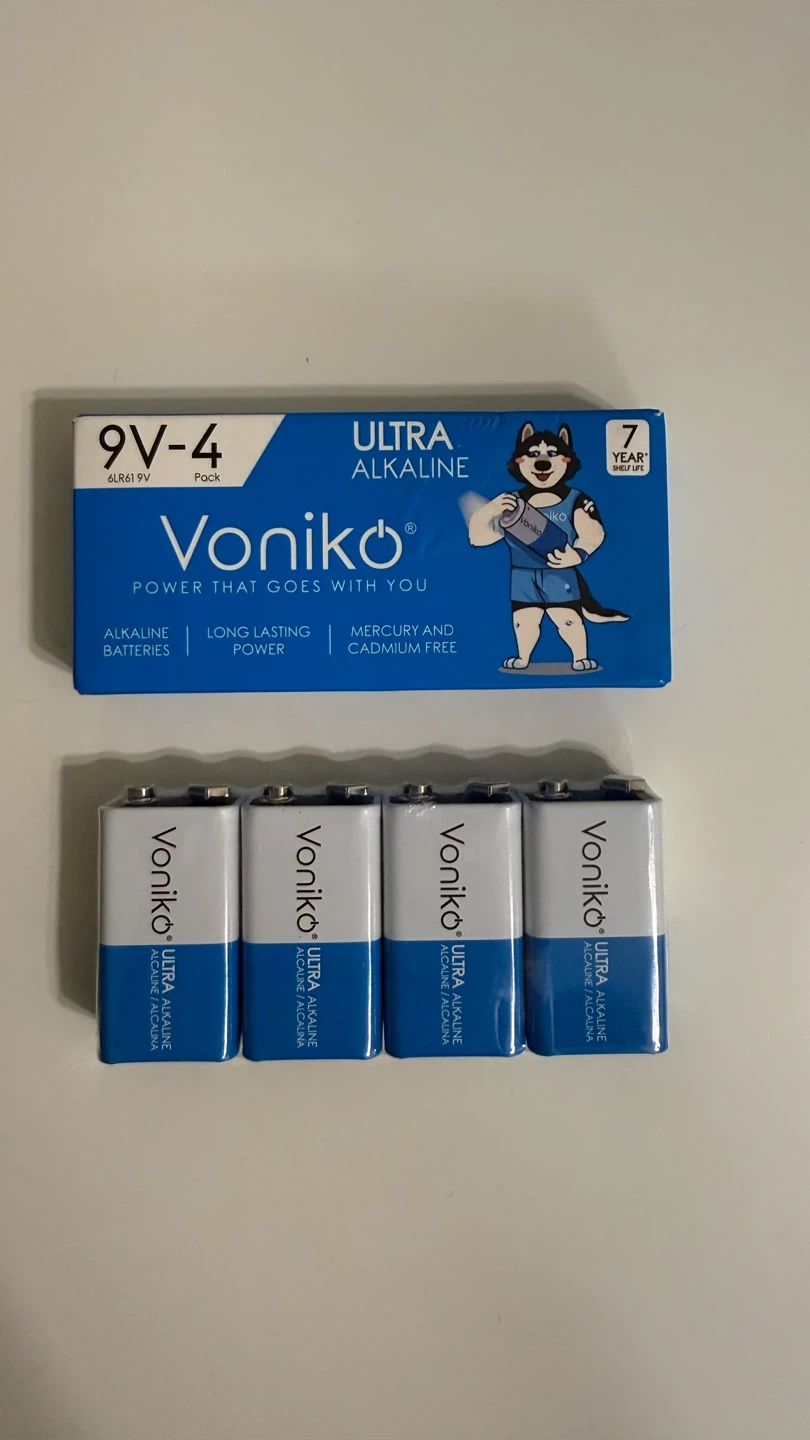 9V-4
6LR61 9V Pack
ULTRA
ALKALINE
7
YEAR*
SHELF LIFE
Voniko®
POWER THAT GOES WITH YOU
ALKALINE
BATTERIES
LONG LASTING
POWER
MERCURY AND
CADMIUM FREE
niko
Voniko
Voniko®
ULTRA ALKALINE
ALCALINE / ALCALINA
Voniko®
ULTRA ALKALINE
ALCALINE / ALCALINA
Voniko®
ULTRA ALKALINE
ALCALINE / ALCALINA
Voniko®
ULTRA ALKALINE
ALCALINE / ALCALINA